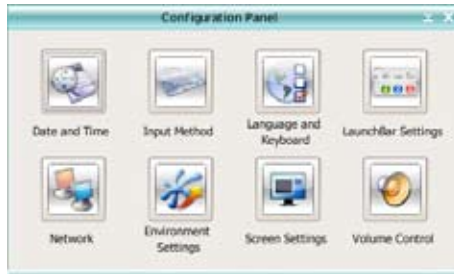 Configuration Panel
Date and Time
Input Method
Language and
Keyboard
LaunchBar Settings
Network
Environment
Settings
Screen Settings
Volume Control